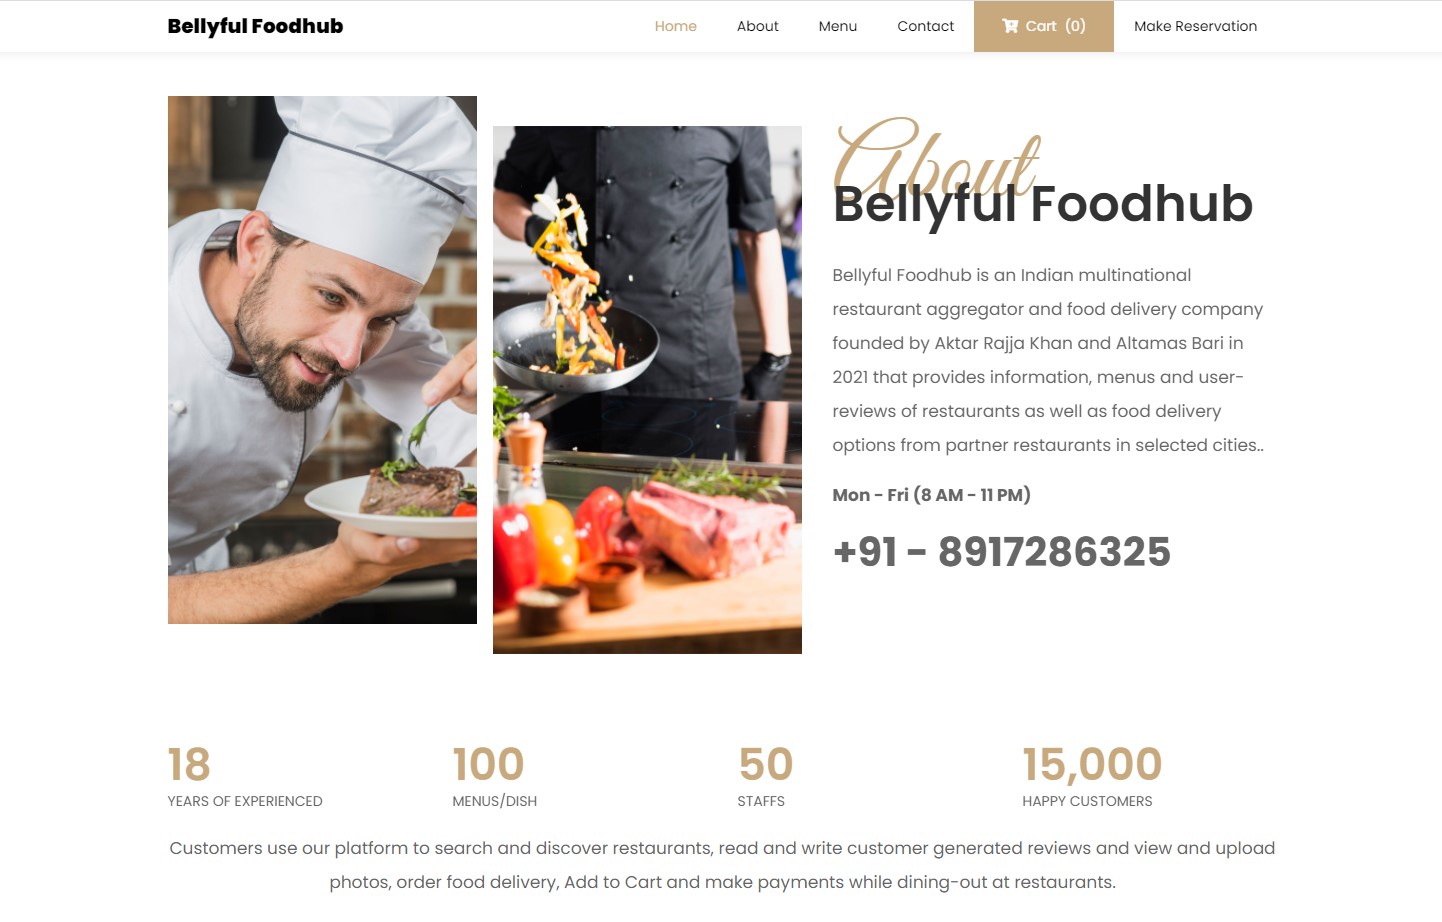 Bellyful Foodhub
Home About Menu Contact Cart (0) Make Reservation
About
Bellyful Foodhub
Bellyful Foodhub is an Indian multinational
restaurant aggregator and food delivery company
founded by Aktar Rajja Khan and Altamas Bari in
2021 that provides information, menus and user-
reviews of restaurants as well as food delivery
options from partner restaurants in selected cities..
Mon - Fri (8 AM - 11 PM)
+91 - 8917286325
18 100 50 15,000
YEARS OF EXPERIENCED MENUS/DISH STAFFS HAPPY CUSTOMERS
Customers use our platform to search and discover restaurants, read and write customer generated reviews and view and upload
photos, order food delivery, Add to Cart and make payments while dining-out at restaurants.